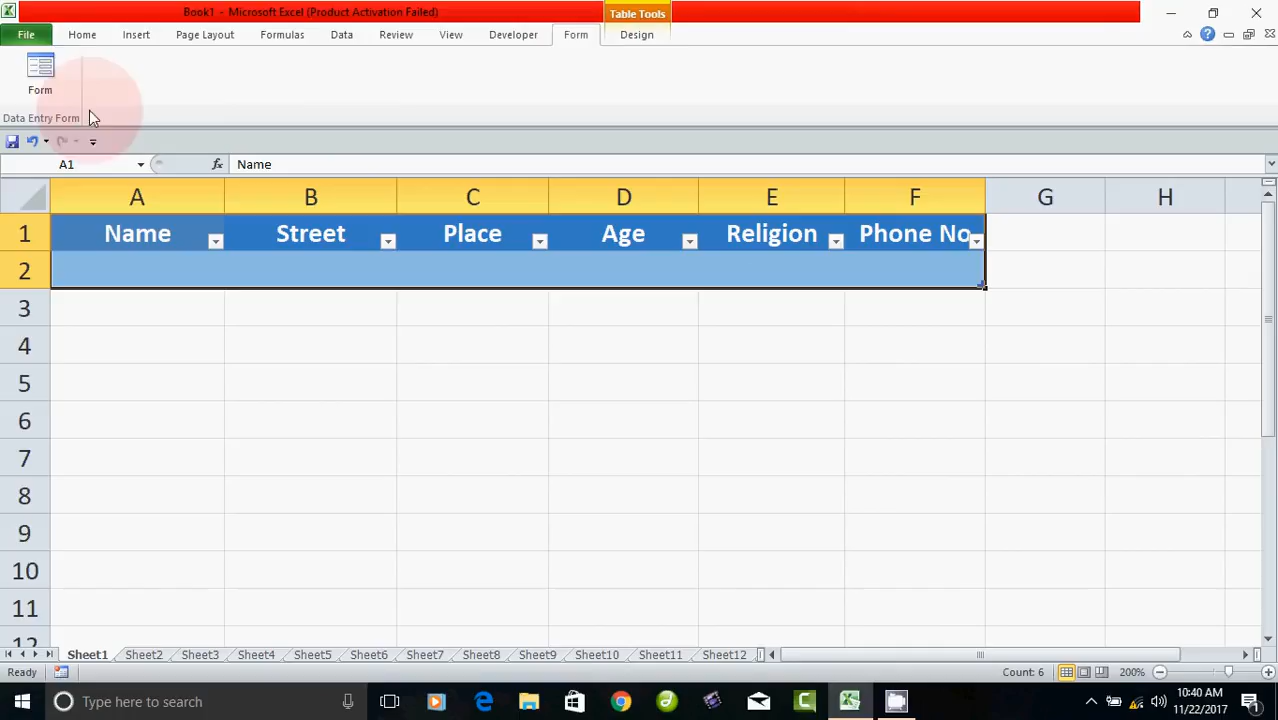 Book1 - Microsoft Excel (Product Activation Failed)
Table Tools
File Home Insert Page Layout Formulas Data Review View Developer Form Design
Form
Data Entry Form
A1 fx Name
A B C D E F G H
1 Name Street Place Age Religion Phone No
2
3
4
5
6
7
8
9
10
11
12
Sheet1 Sheet2 Sheet3 Sheet4 Sheet5 Sheet6 Sheet7 Sheet8 Sheet9 Sheet10 Sheet11 Sheet12
Ready Count: 6 200%
Type here to search
10:40 AM
11/22/2017